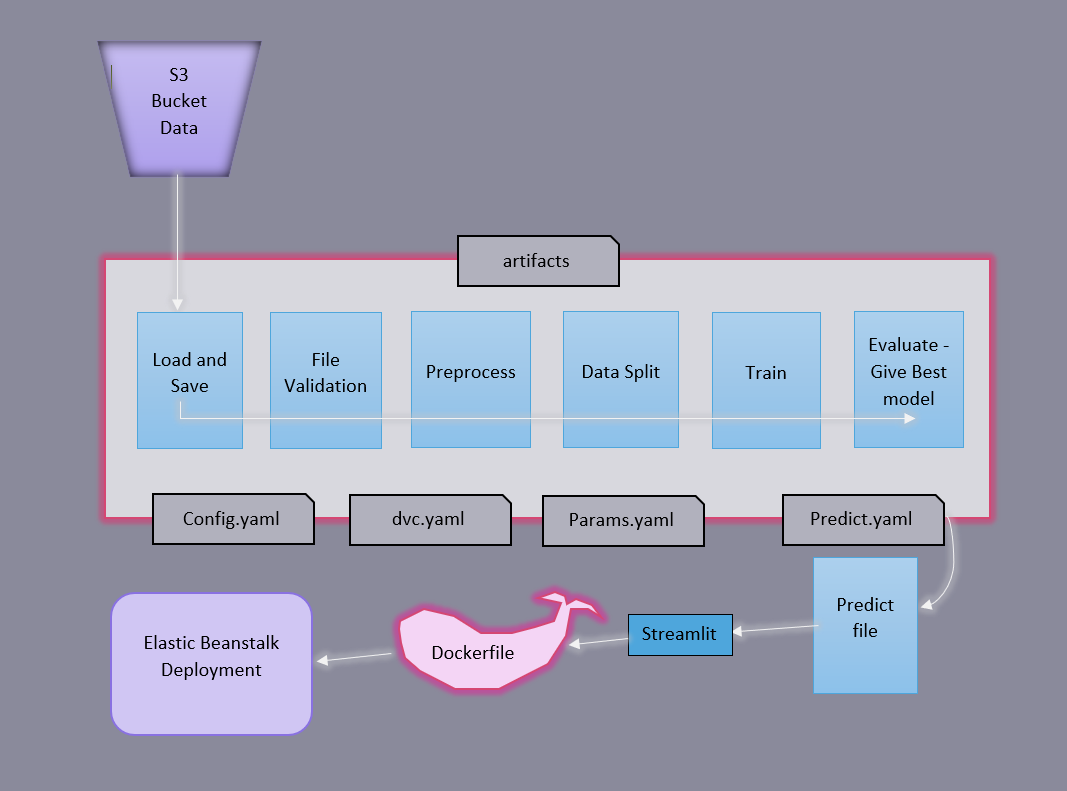 S3
Bucket
Data
artifacts
Load and
Save
File
Validation
Preprocess
Data Split
Train
Evaluate -
Give Best
model
Config.yaml
dvc.yaml
Params.yaml
Predict.yaml
Predict
file
Streamlit
Dockerfile
Elastic Beanstalk
Deployment